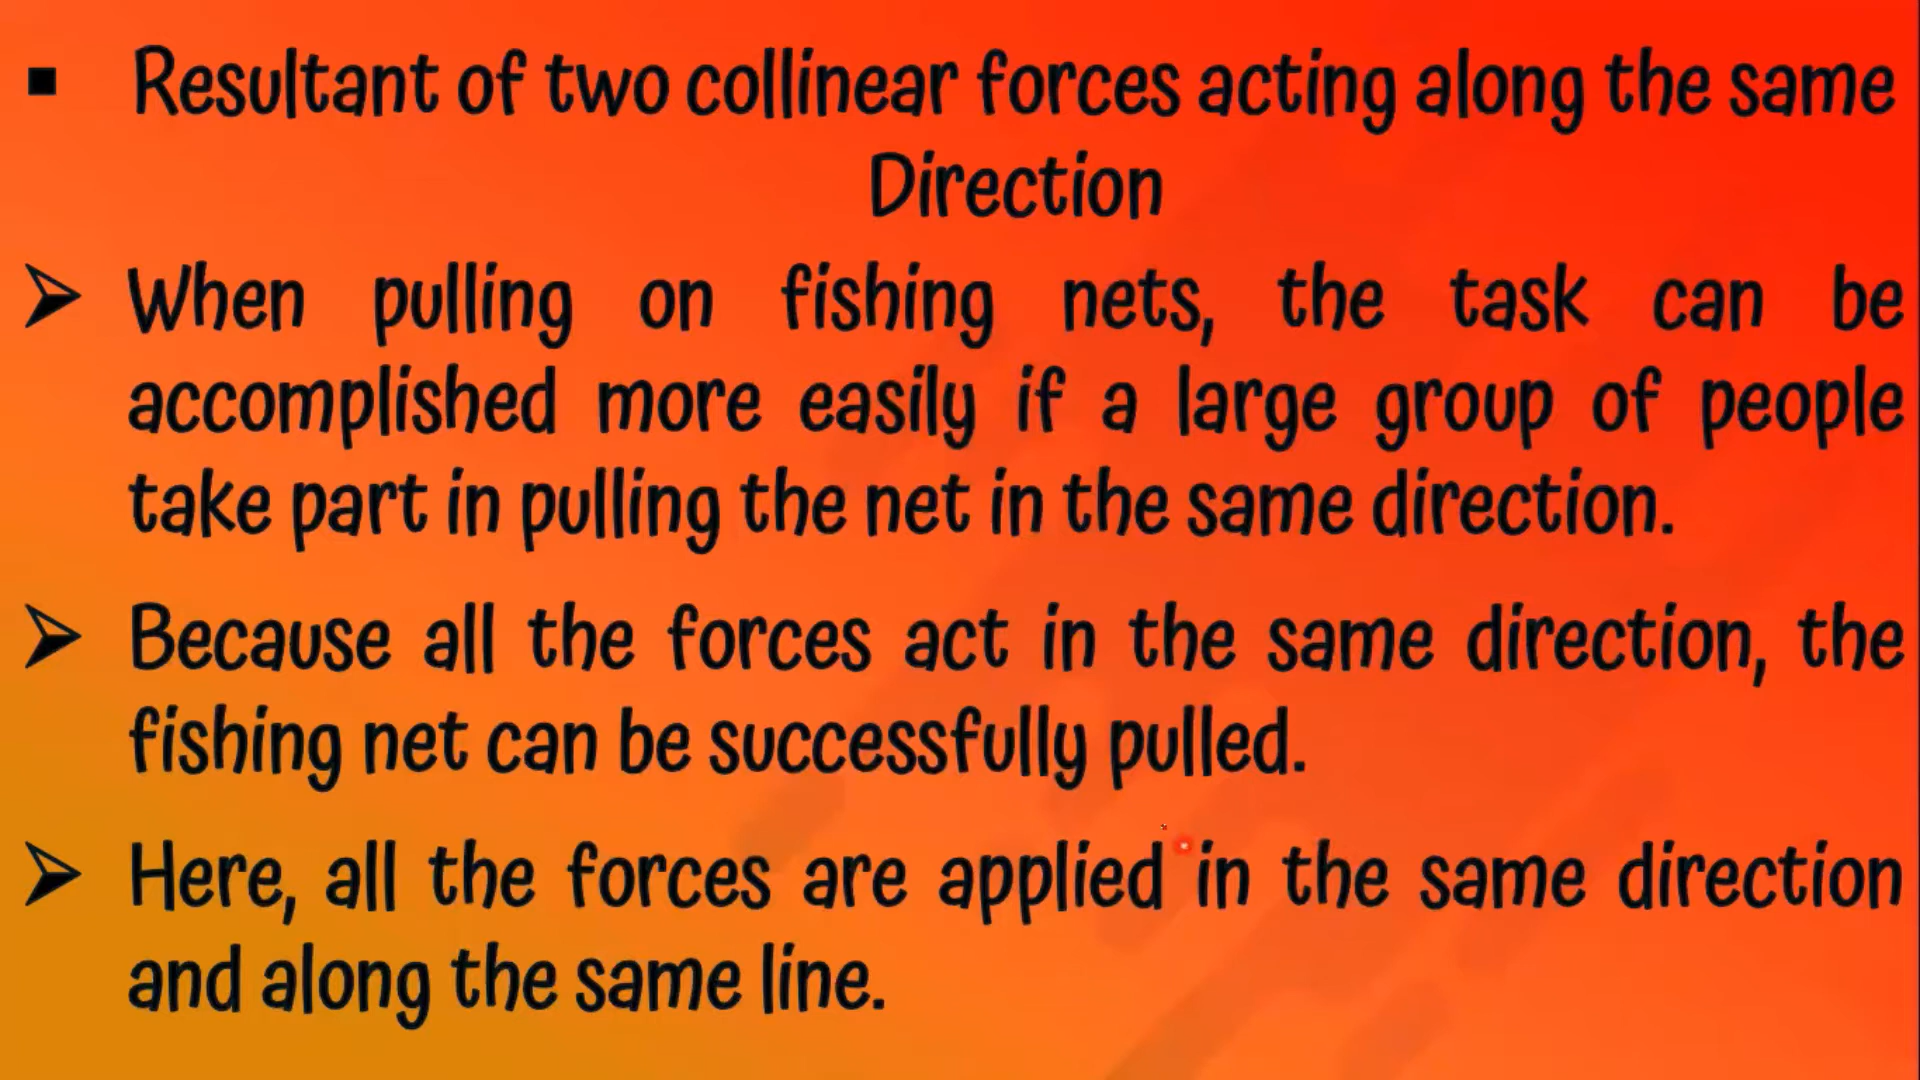 ▪ Resultant of two collinear forces acting along the same
Direction
➢ When pulling on fishing nets, the task can be
accomplished more easily if a large group of people
take part in pulling the net in the same direction.
➢ Because all the forces act in the same direction, the
fishing net can be successfully pulled.
➢ Here, all the forces are applied in the same direction
and along the same line.